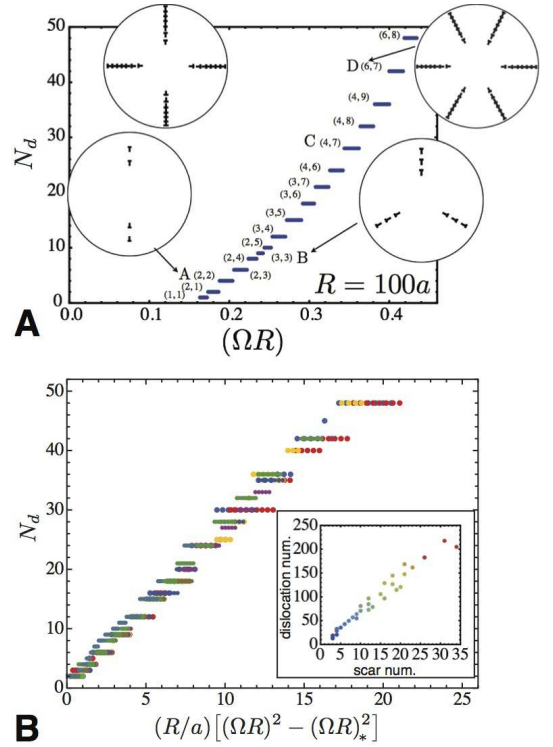 50
40
30
20
10
0
N_d
0.0 0.1 0.2 0.3 0.4
(ΩR)
(6,8)
D (6,7)
(4,9)
(4,8)
C (4,7)
(4,6)
(3,7)
(3,6)
(3,5)
(3,4)
(2,5)
(3,3) B
(2,4)
(2,3)
A (2,2)
(2,1)
(1,1)
R = 100a
A
50
40
30
20
10
0
N_d
0 5 10 15 20 25
(R/a)[(ΩR)²−(ΩR)²_*]
250
200
150
100
50
0
dislocation num.
0 5 10 15 20 25 30 35
scar num.
B